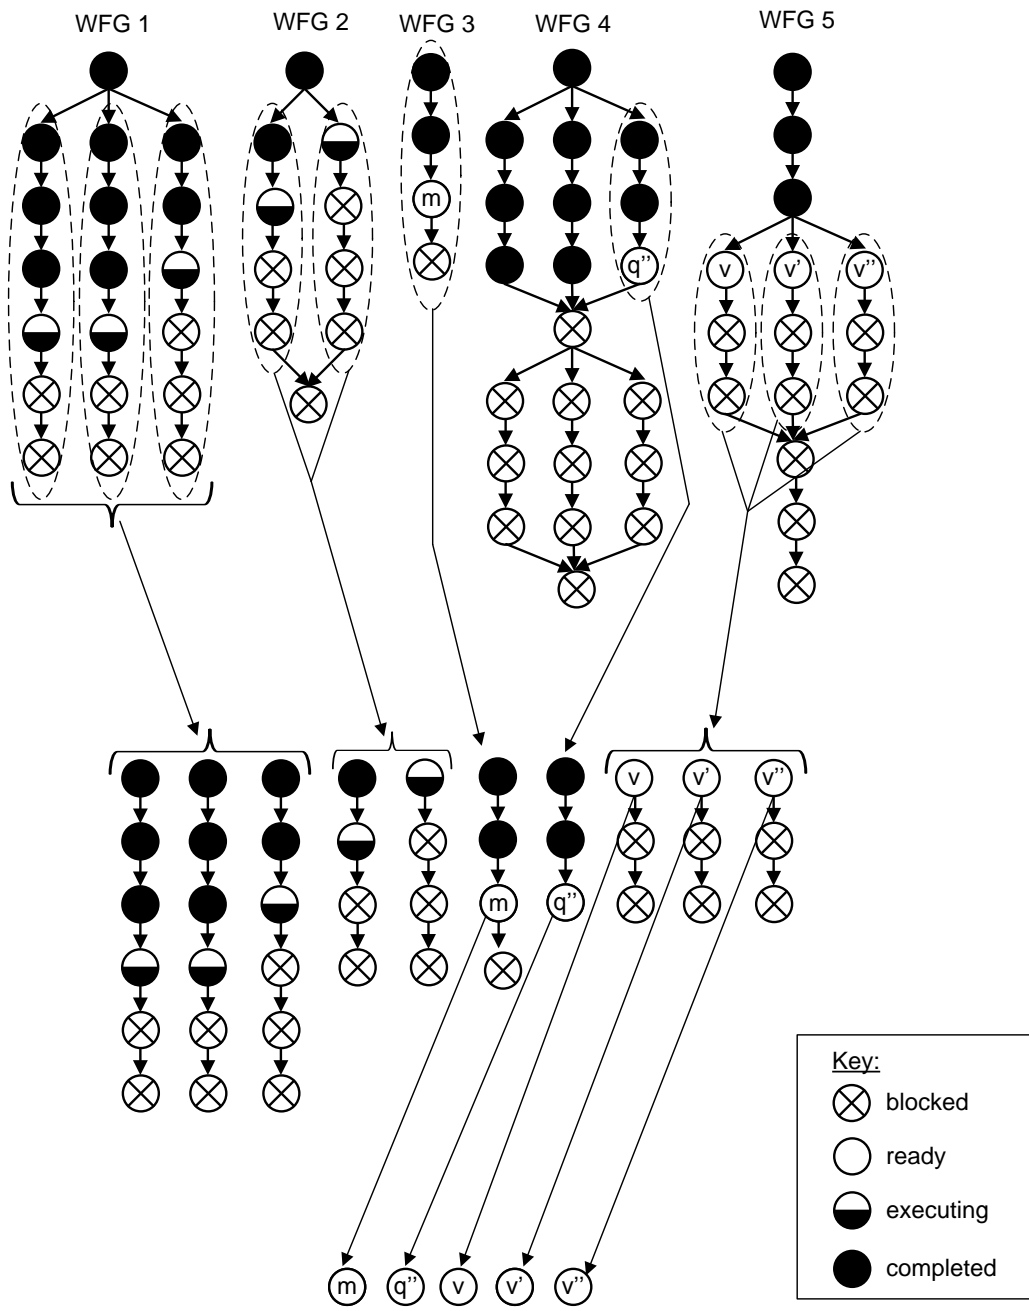 WFG 1 WFG 2 WFG 3 WFG 4 WFG 5
m
q''
v v' v''
v v' v''
m q''
Key:
blocked
ready
executing
completed
m q'' v v' v''